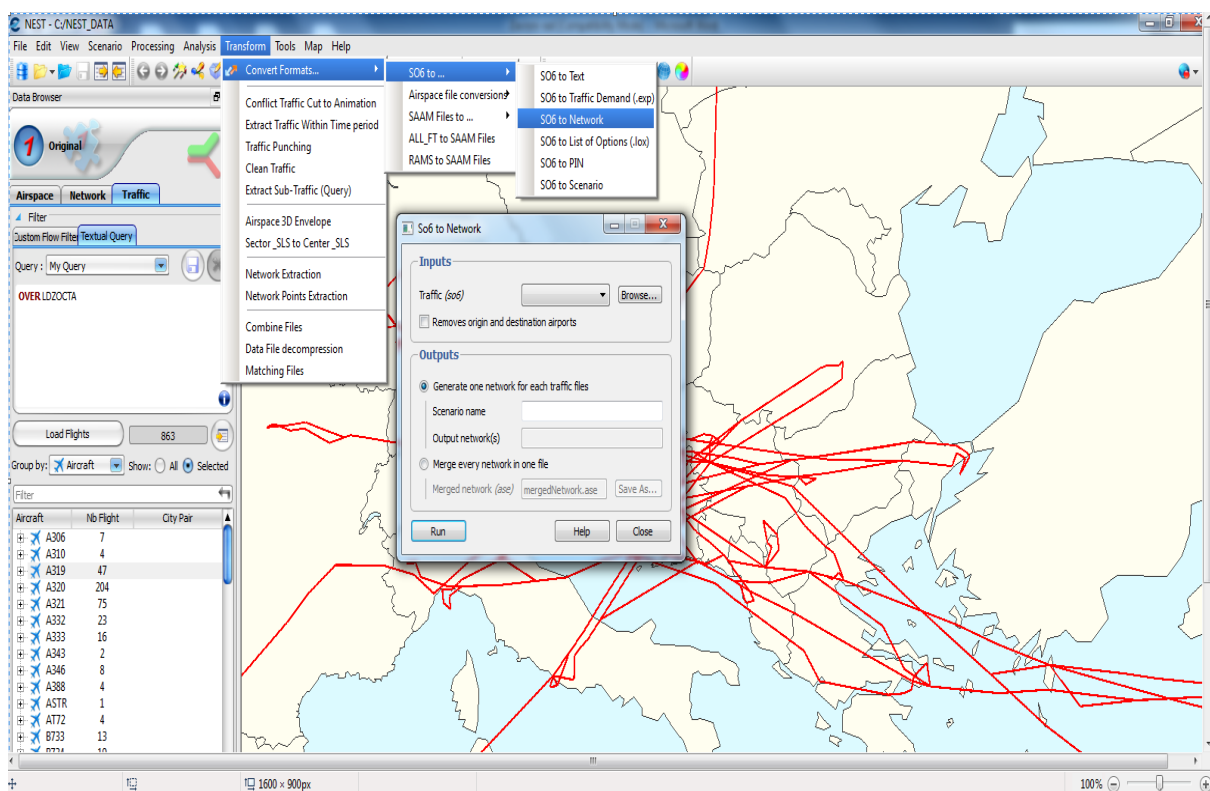 NEST - C:/NEST_DATA
File Edit View Scenario Processing Analysis Transform Tools Map Help
Data Browser
1 Original
Airspace Network Traffic
Filter
Custom Flow Filter Textual Query
Query : My Query
OVER LDZOCTA
Load Flights 863
Group by: Aircraft Show: All Selected
Filter
Aircraft Nb Flight City Pair
A306 7
A310 4
A319 47
A320 204
A321 75
A332 23
A333 16
A343 2
A346 8
A388 4
ASTR 1
AT72 4
B733 13
B734 10
Convert Formats...
Conflict Traffic Cut to Animation
Extract Traffic Within Time period
Traffic Punching
Clean Traffic
Extract Sub-Traffic (Query)
Airspace 3D Envelope
Sector_SLS to Center_SLS
Network Extraction
Network Points Extraction
Combine Files
Data File decompression
Matching Files
SO6 to ...
Airspace file conversions
SAAM Files to ...
ALL_FT to SAAM Files
RAMS to SAAM Files
SO6 to Text
SO6 to Traffic Demand (.exp)
SO6 to Network
SO6 to List of Options (.lox)
SO6 to PIN
SO6 to Scenario
So6 to Network
Inputs
Traffic (so6) Browse...
Removes origin and destination airports
Outputs
Generate one network for each traffic files
Scenario name
Output network(s)
Merge every network in one file
Merged network (ase) mergedNetwork.ase Save As...
Run Help Close
1600 × 900px
100%